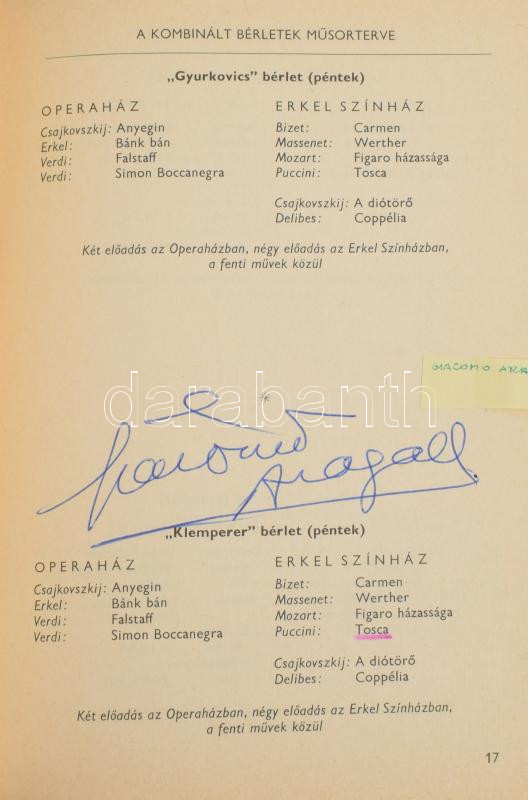 A KOMBINÁLT BÉRLETEK MŰSORTERVE
„Gyurkovics” bérlet (péntek)
OPERAHÁZ
Csajkovszkij: Anyegin
Erkel: Bánk bán
Verdi: Falstaff
Verdi: Simon Boccanegra
ERKEL SZÍNHÁZ
Bizet: Carmen
Massenet: Werther
Mozart: Figaro házassága
Puccini: Tosca
Csajkovszkij: A diótörő
Delibes: Coppélia
Két előadás az Operaházban, négy előadás az Erkel Színházban,
a fenti művek közül
GIACOMO ARA
*
darabanth
Giacomo
Aragall
„Klemperer” bérlet (péntek)
OPERAHÁZ
Csajkovszkij: Anyegin
Erkel: Bánk bán
Verdi: Falstaff
Verdi: Simon Boccanegra
ERKEL SZÍNHÁZ
Bizet: Carmen
Massenet: Werther
Mozart: Figaro házassága
Puccini: Tosca
Csajkovszkij: A diótörő
Delibes: Coppélia
Két előadás az Operaházban, négy előadás az Erkel Színházban,
a fenti művek közül
17